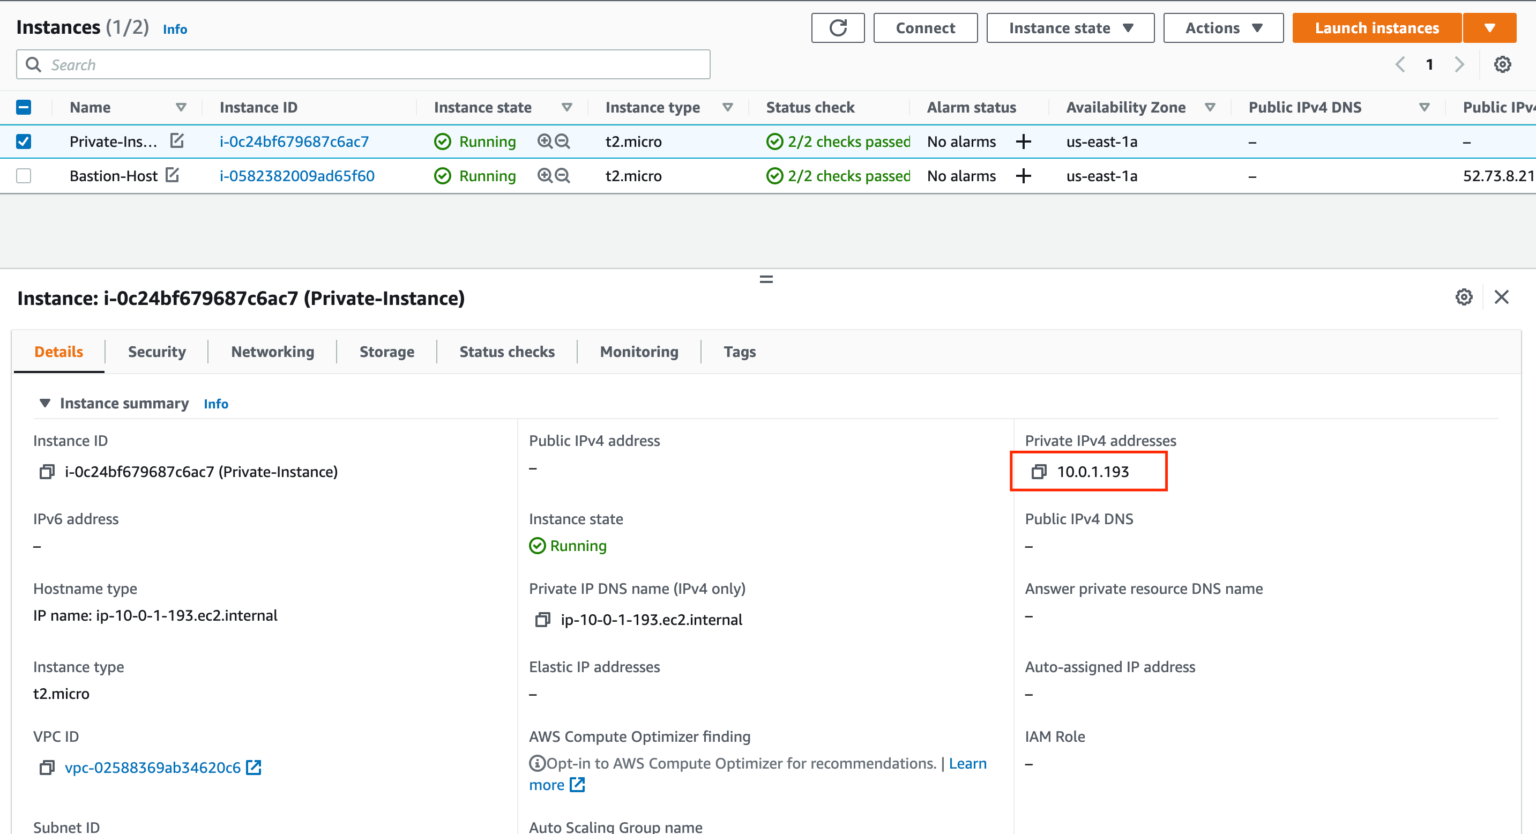 Instances (1/2) Info
Connect Instance state Actions Launch instances
Search
1
Name Instance ID Instance state Instance type Status check Alarm status Availability Zone Public IPv4 DNS Public IPv4
Private-Ins... i-0c24bf679687c6ac7 Running t2.micro 2/2 checks passed No alarms + us-east-1a – –
Bastion-Host i-0582382009ad65f60 Running t2.micro 2/2 checks passed No alarms + us-east-1a – 52.73.8.21
Instance: i-0c24bf679687c6ac7 (Private-Instance)
Details Security Networking Storage Status checks Monitoring Tags
Instance summary Info
Instance ID
i-0c24bf679687c6ac7 (Private-Instance)
Public IPv4 address
–
Private IPv4 addresses
10.0.1.193
IPv6 address
–
Instance state
Running
Public IPv4 DNS
–
Hostname type
IP name: ip-10-0-1-193.ec2.internal
Private IP DNS name (IPv4 only)
ip-10-0-1-193.ec2.internal
Answer private resource DNS name
–
Instance type
t2.micro
Elastic IP addresses
–
Auto-assigned IP address
–
VPC ID
vpc-02588369ab34620c6
AWS Compute Optimizer finding
Opt-in to AWS Compute Optimizer for recommendations. | Learn
more
IAM Role
–
Subnet ID
Auto Scaling Group name